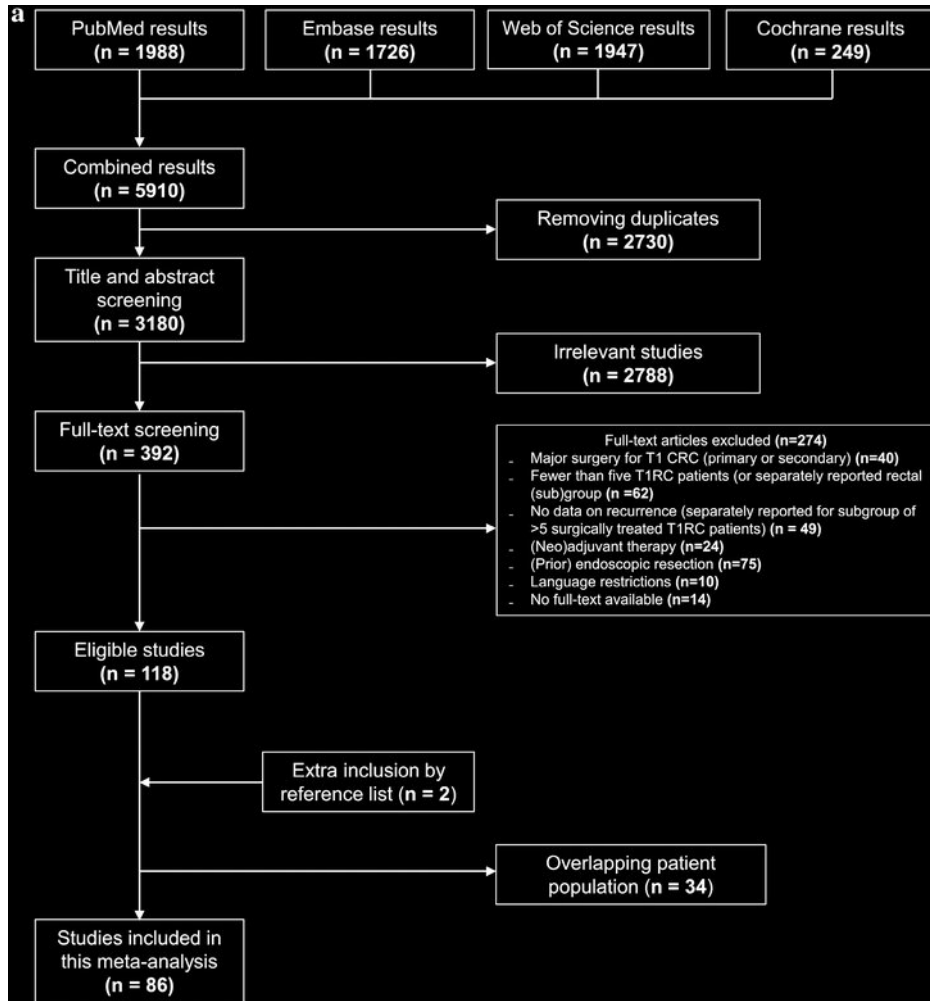 a
PubMed results
(n = 1988)
Embase results
(n = 1726)
Web of Science results
(n = 1947)
Cochrane results
(n = 249)
Combined results
(n = 5910)
Removing duplicates
(n = 2730)
Title and abstract
screening
(n = 3180)
Irrelevant studies
(n = 2788)
Full-text screening
(n = 392)
Full-text articles excluded (n=274)
- Major surgery for T1 CRC (primary or secondary) (n=40)
- Fewer than five T1RC patients (or separately reported rectal
(sub)group (n =62)
- No data on recurrence (separately reported for subgroup of
>5 surgically treated T1RC patients) (n = 49)
- (Neo)adjuvant therapy (n=24)
- (Prior) endoscopic resection (n=75)
- Language restrictions (n=10)
- No full-text available (n=14)
Eligible studies
(n = 118)
Extra inclusion by
reference list (n = 2)
Overlapping patient
population (n = 34)
Studies included in
this meta-analysis
(n = 86)